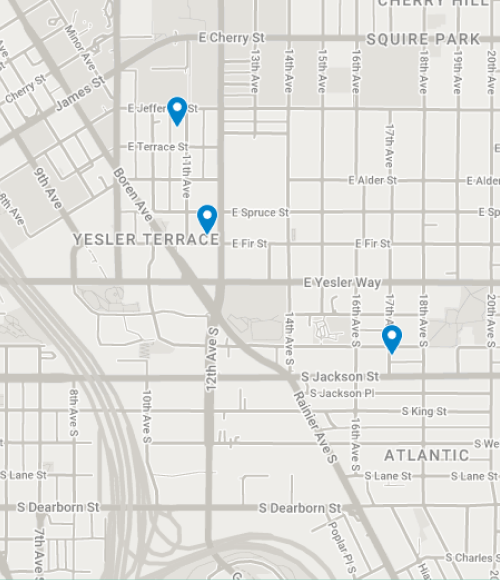 CHERRY HILL
E Cherry St
SQUIRE PARK
Minor Ave
Cherry St
James St
13th Ave
14th Ave
15th Ave
16th Ave
18th Ave
19th Ave
20th Ave
E Jeffer St
17th Ave
E Terrace St
11th Ave
Boren Ave
9th Ave
8th Ave
E Alder St
E Alder
E Spruce St
E Sp
YESLER TERRACE
E Fir St
E Fir St
E Yesler Way
14th Ave S
16th Ave S
17th A
18th Ave S
20th Ave S
12th Ave S
S Jackson St
S Jackson Pl
8th Ave S
10th Ave S
Rainier Ave S
16th Ave S
S King St
S We
ATLANTIC
S Lane St
S Lane St
S Lane St
S Dearborn St
S Dearborn St
7th Ave S
Poplar Pl S
S Charles S